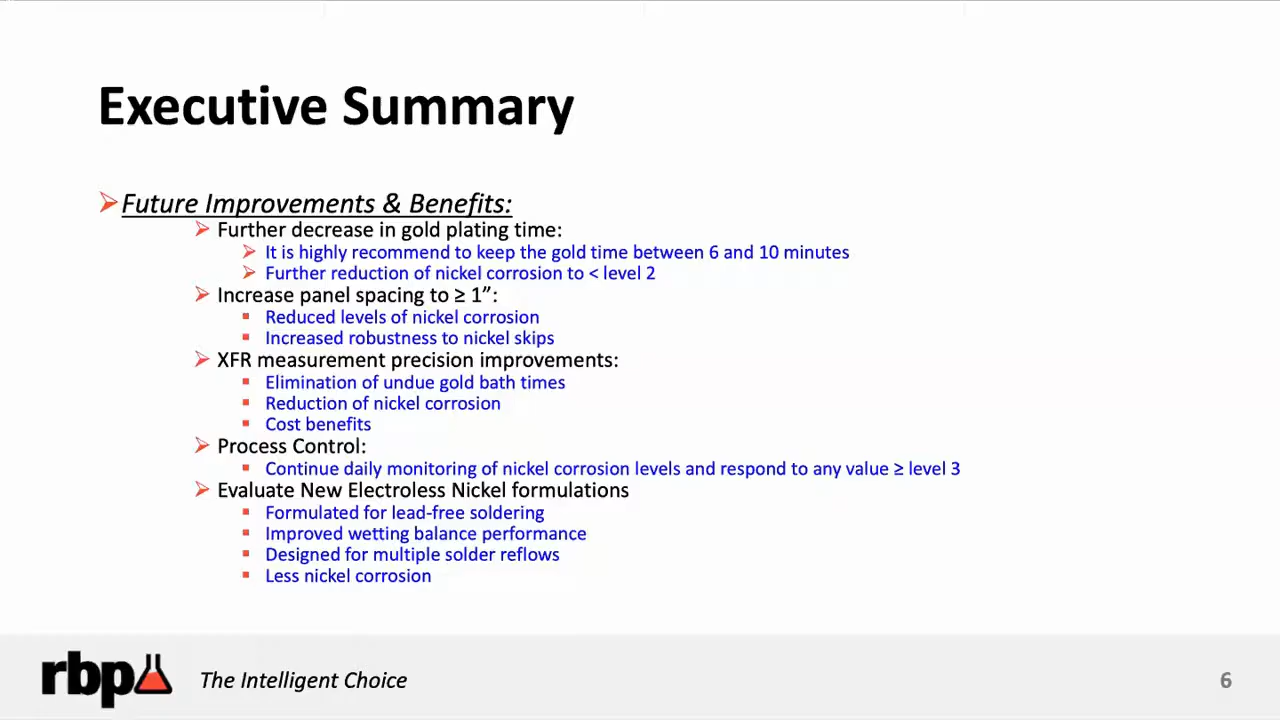 Executive Summary
Future Improvements & Benefits:
Further decrease in gold plating time:
It is highly recommend to keep the gold time between 6 and 10 minutes
Further reduction of nickel corrosion to < level 2
Increase panel spacing to ≥ 1”:
Reduced levels of nickel corrosion
Increased robustness to nickel skips
XFR measurement precision improvements:
Elimination of undue gold bath times
Reduction of nickel corrosion
Cost benefits
Process Control:
Continue daily monitoring of nickel corrosion levels and respond to any value ≥ level 3
Evaluate New Electroless Nickel formulations
Formulated for lead-free soldering
Improved wetting balance performance
Designed for multiple solder reflows
Less nickel corrosion
rbp
The Intelligent Choice
6